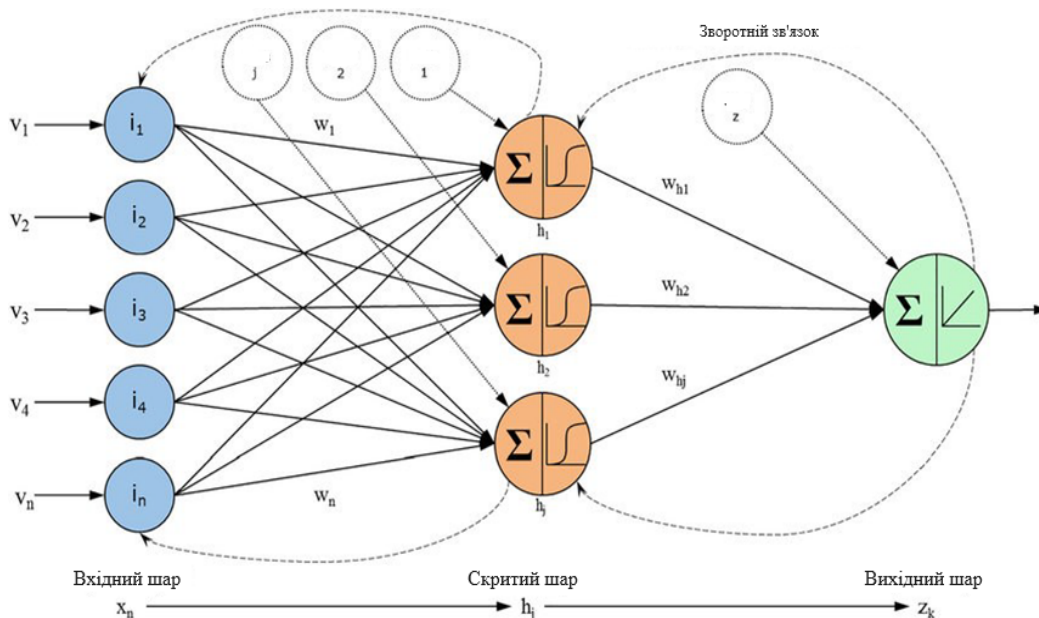 Зворотній зв'язок
j
2
1
z
v1
i1
w1
Σ
h1
wh1
v2
i2
v3
i3
Σ
h2
wh2
Σ
v4
i4
whj
Σ
hj
vn
in
wn
Вхідний шар
Скритий шар
Вихідний шар
xn
hi
zk